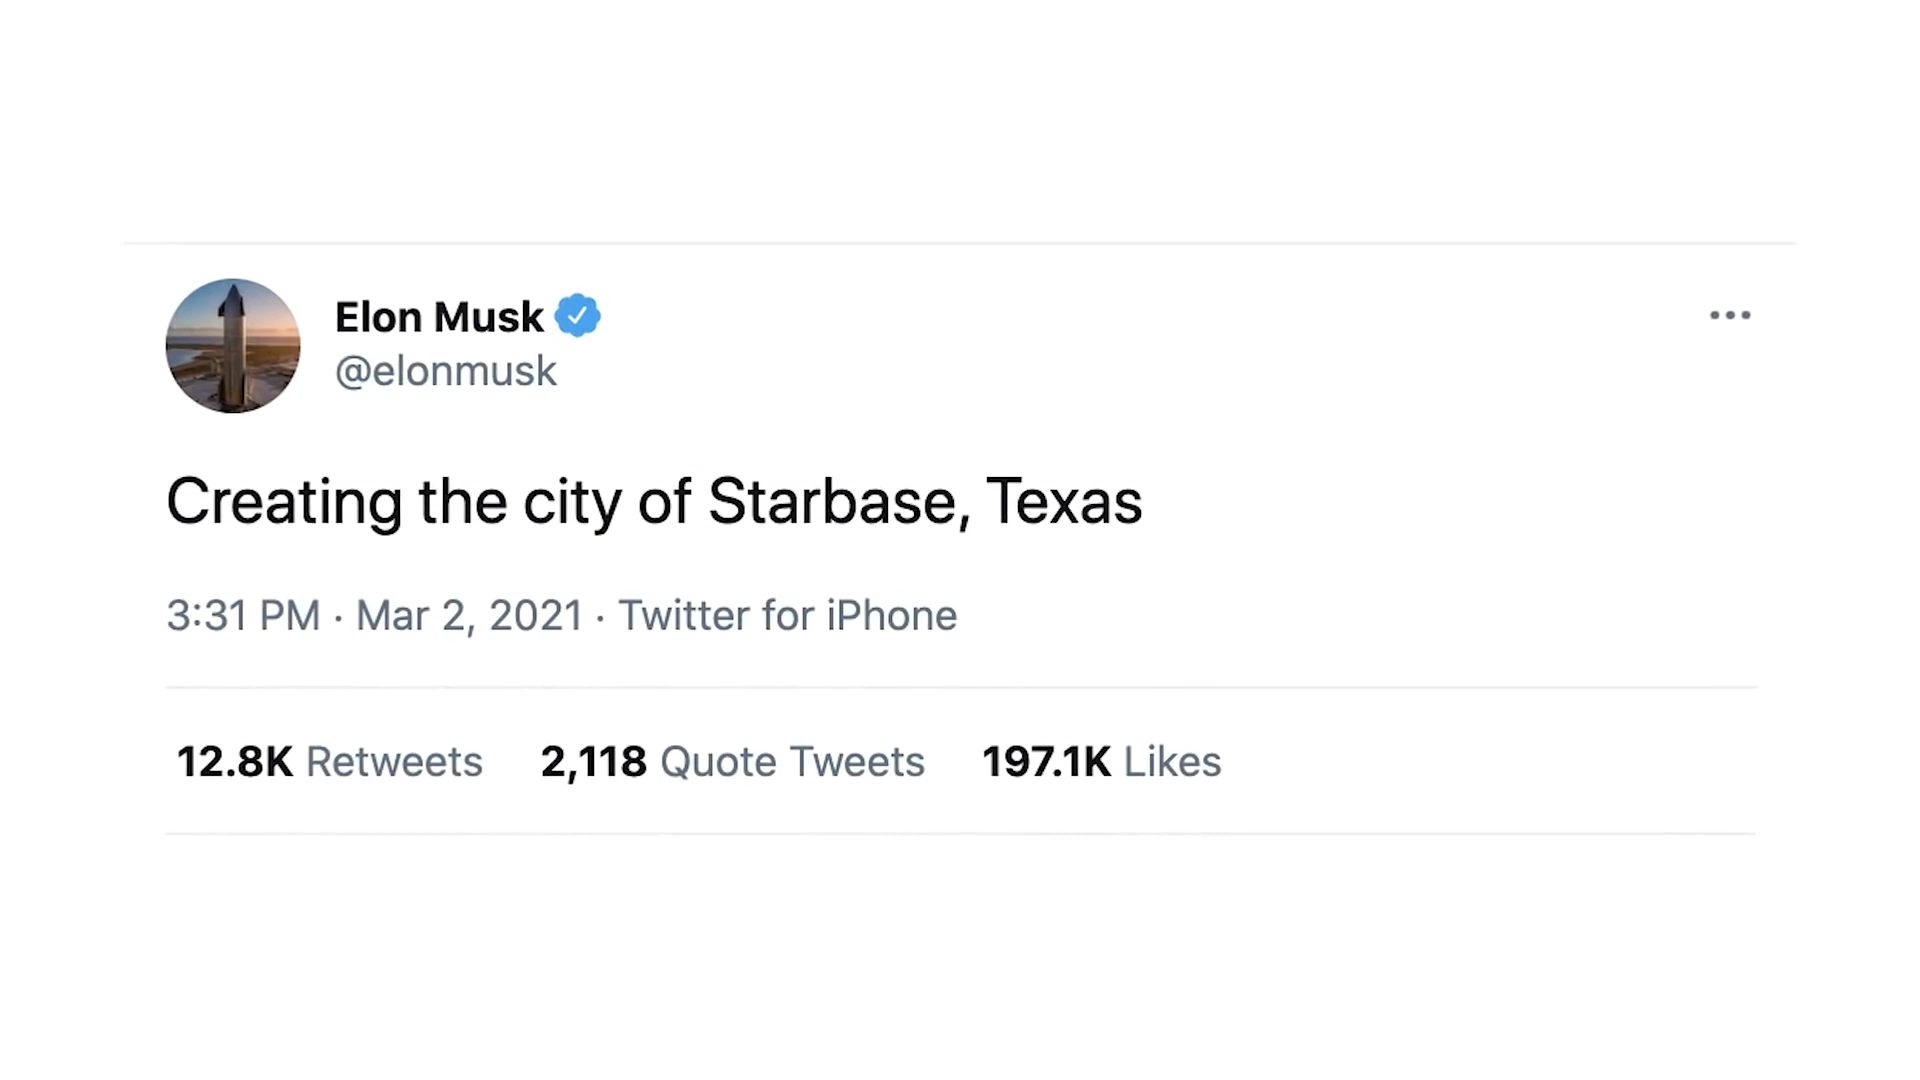 Elon Musk
@elonmusk
Creating the city of Starbase, Texas
3:31 PM · Mar 2, 2021 · Twitter for iPhone
12.8K Retweets 2,118 Quote Tweets 197.1K Likes